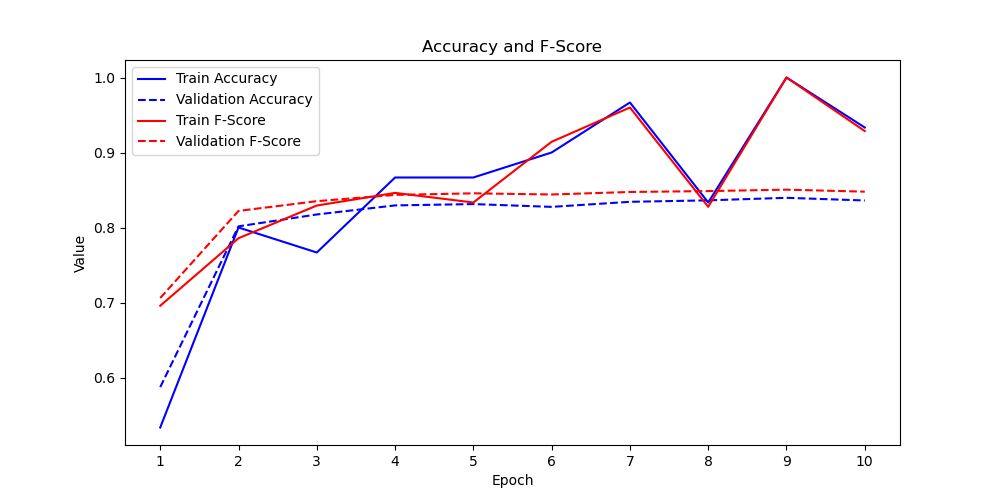 Accuracy and F-Score
Train Accuracy
Validation Accuracy
Train F-Score
Validation F-Score
1.0
0.9
0.8
0.7
0.6
Value
1 2 3 4 5 6 7 8 9 10
Epoch